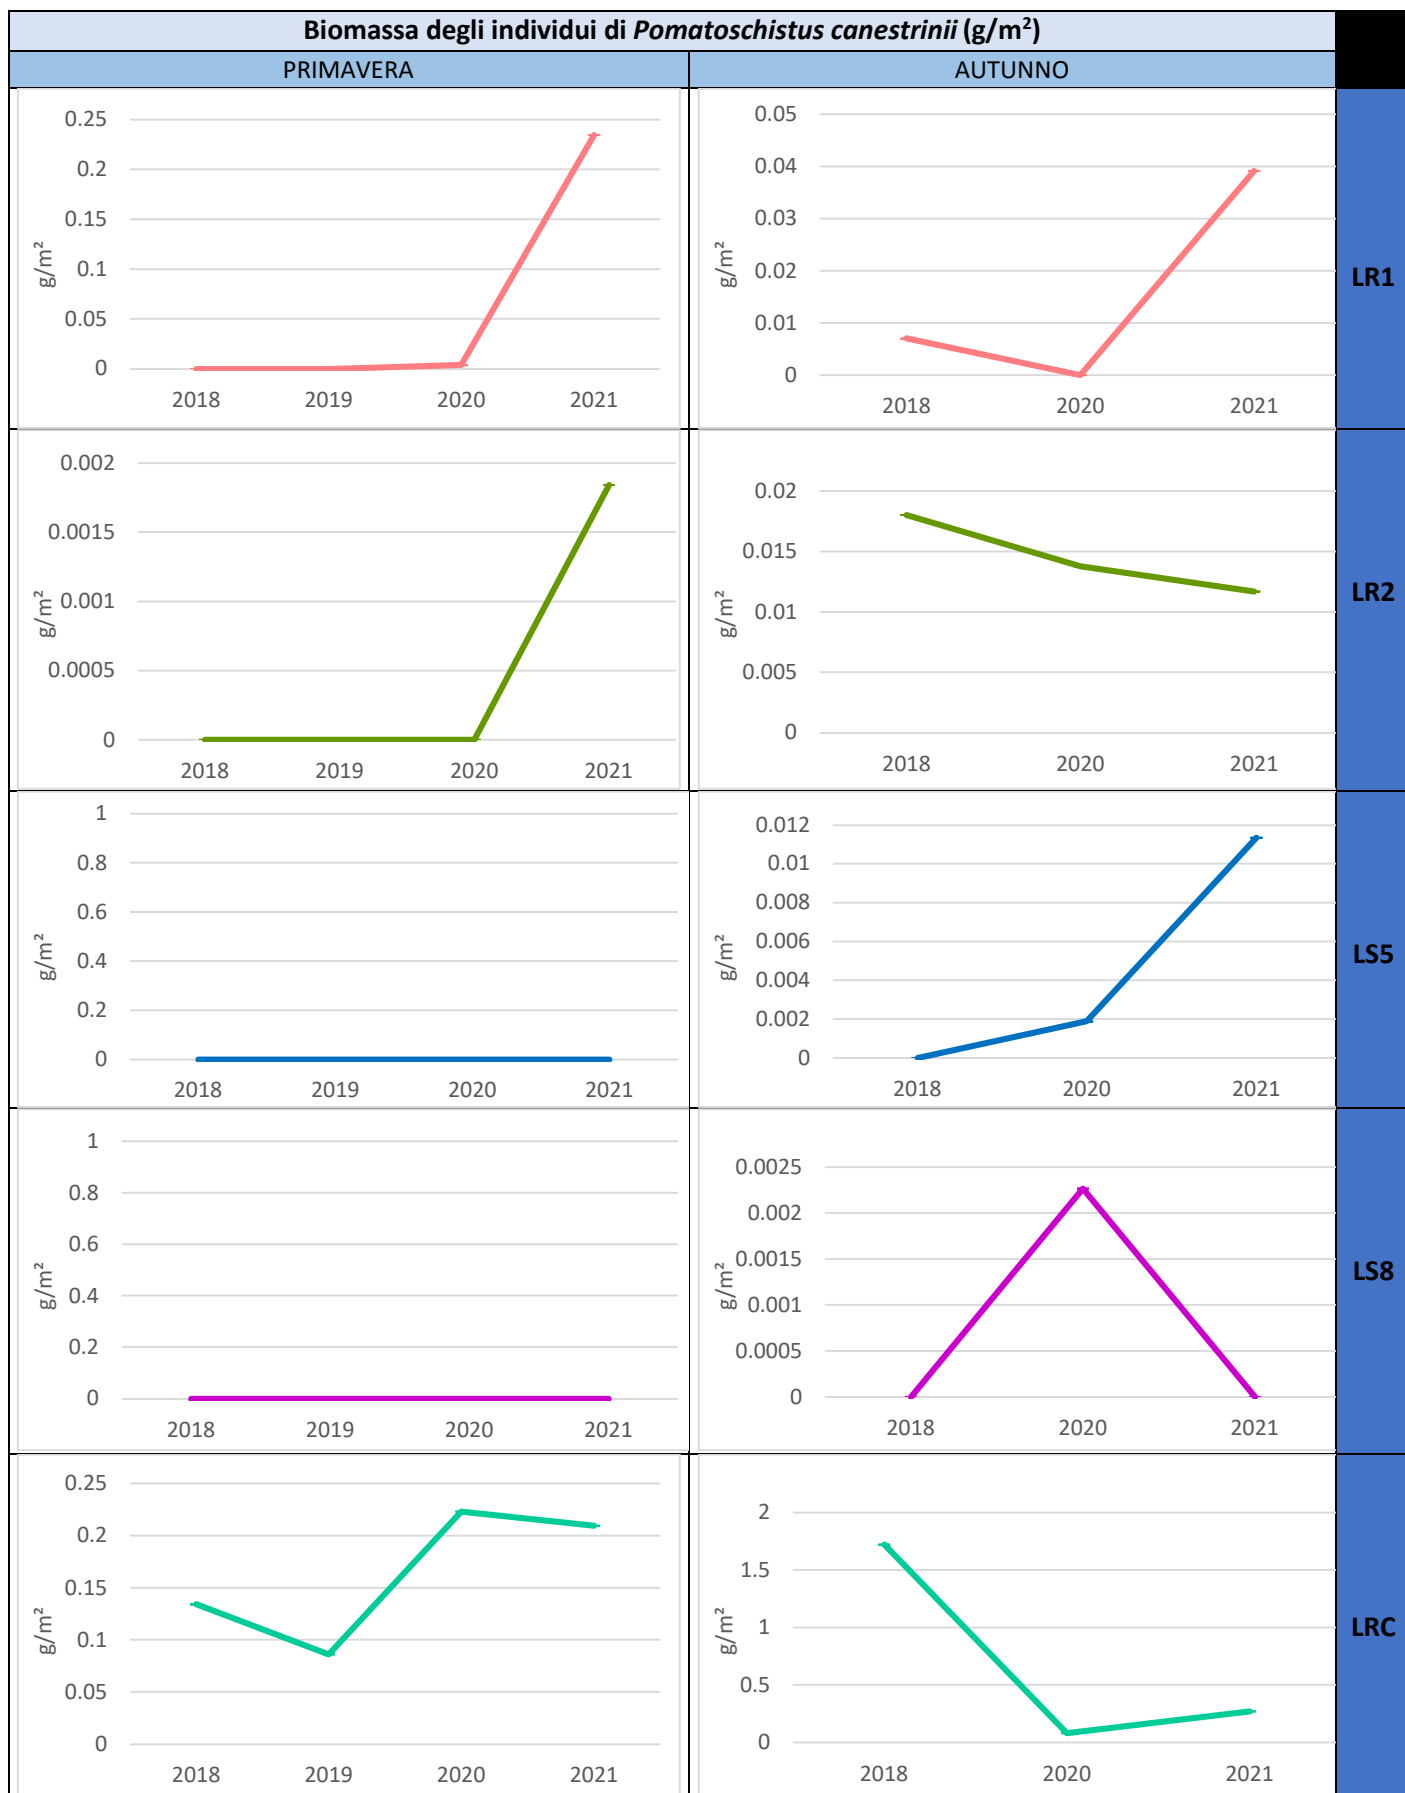 Biomassa degli individui di Pomatoschistus canestrinii (g/m²)
PRIMAVERA
AUTUNNO
0.25
0.2
0.15
0.1
0.05
0
g/m²
2018 2019 2020 2021
0.05
0.04
0.03
0.02
0.01
0
g/m²
2018 2020 2021
LR1
0.002
0.0015
0.001
0.0005
0
g/m²
2018 2019 2020 2021
0.02
0.015
0.01
0.005
0
g/m²
2018 2020 2021
LR2
1
0.8
0.6
0.4
0.2
0
g/m²
2018 2019 2020 2021
0.012
0.01
0.008
0.006
0.004
0.002
0
g/m²
2018 2020 2021
LS5
1
0.8
0.6
0.4
0.2
0
g/m²
2018 2019 2020 2021
0.0025
0.002
0.0015
0.001
0.0005
0
g/m²
2018 2020 2021
LS8
0.25
0.2
0.15
0.1
0.05
0
g/m²
2018 2019 2020 2021
2
1.5
1
0.5
0
g/m²
2018 2020 2021
LRC